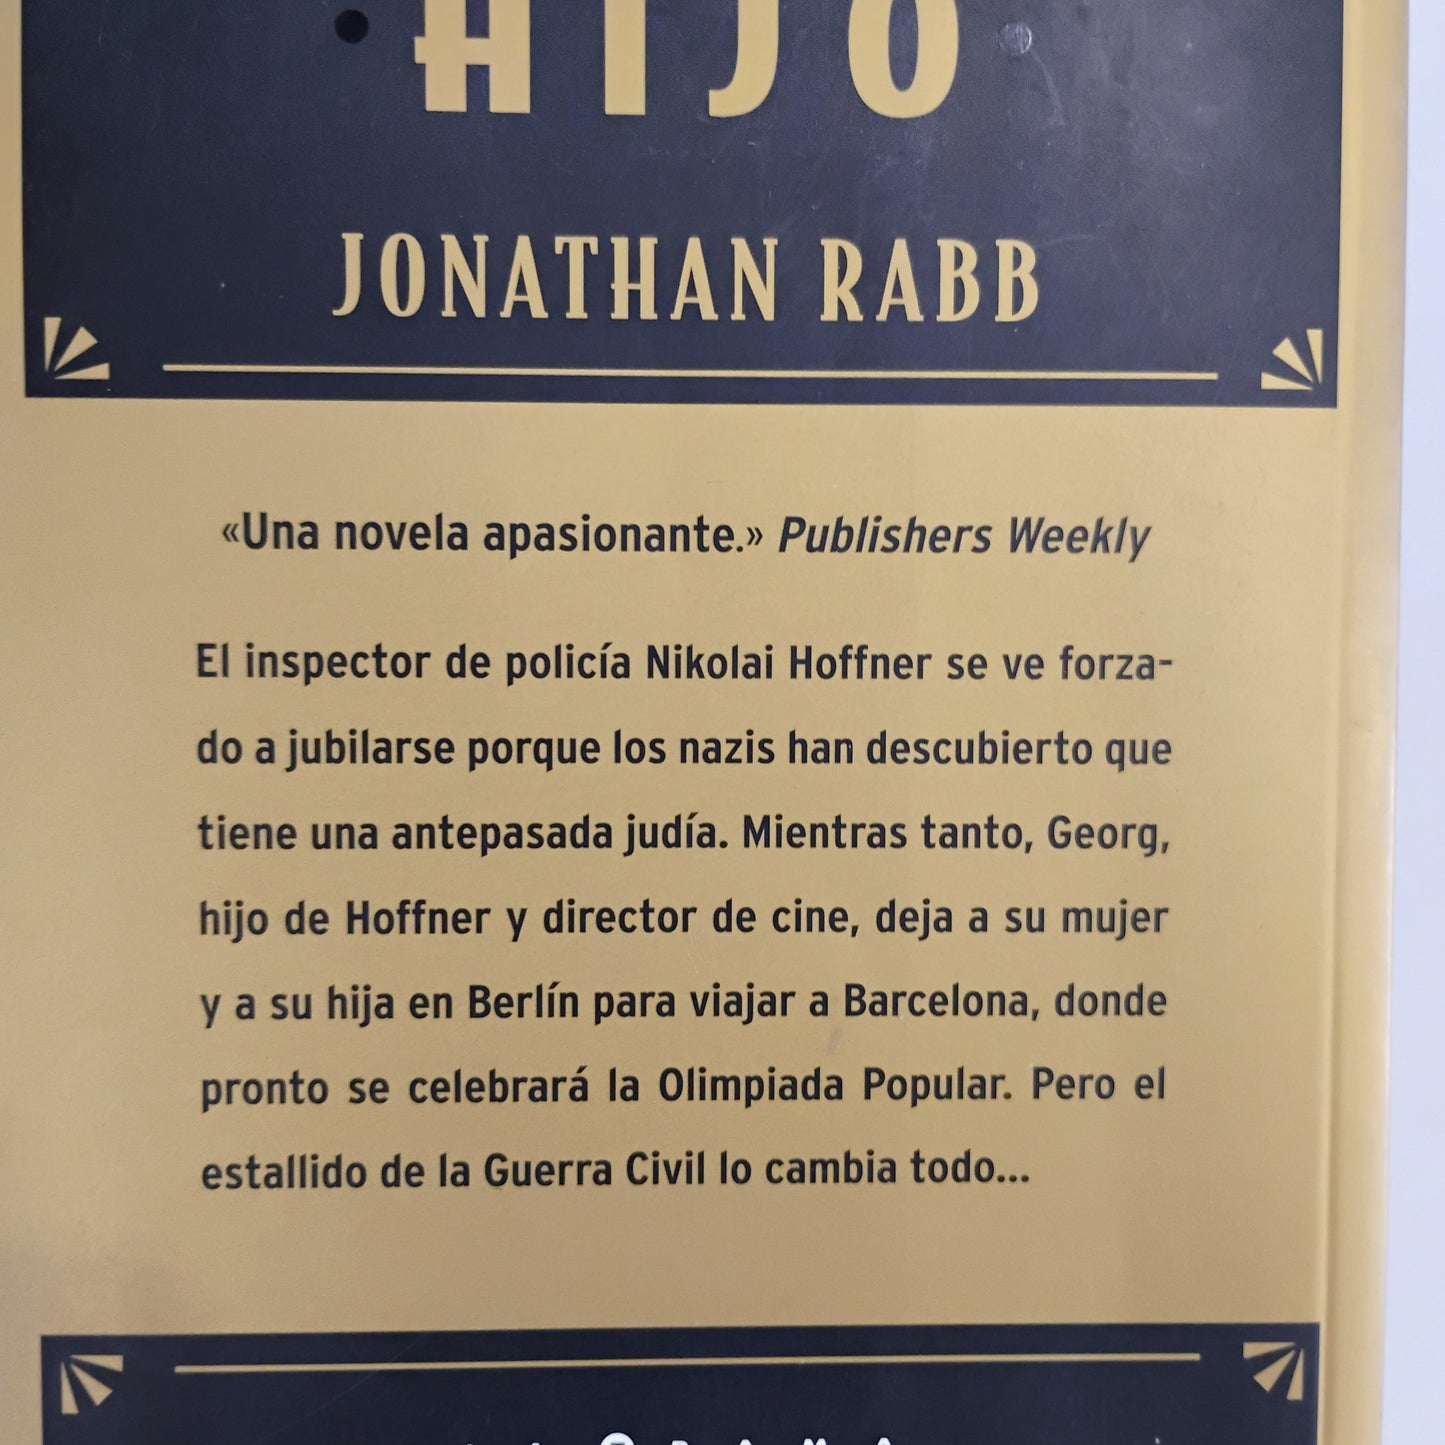 HIJO
JONATHAN RABB
«Una novela apasionante.» Publishers Weekly
El inspector de policía Nikolai Hoffner se ve forza-
do a jubilarse porque los nazis han descubierto que
tiene una antepasada judía. Mientras tanto, Georg,
hijo de Hoffner y director de cine, deja a su mujer
y a su hija en Berlín para viajar a Barcelona, donde
pronto se celebrará la Olimpiada Popular. Pero el
estallido de la Guerra Civil lo cambia todo...